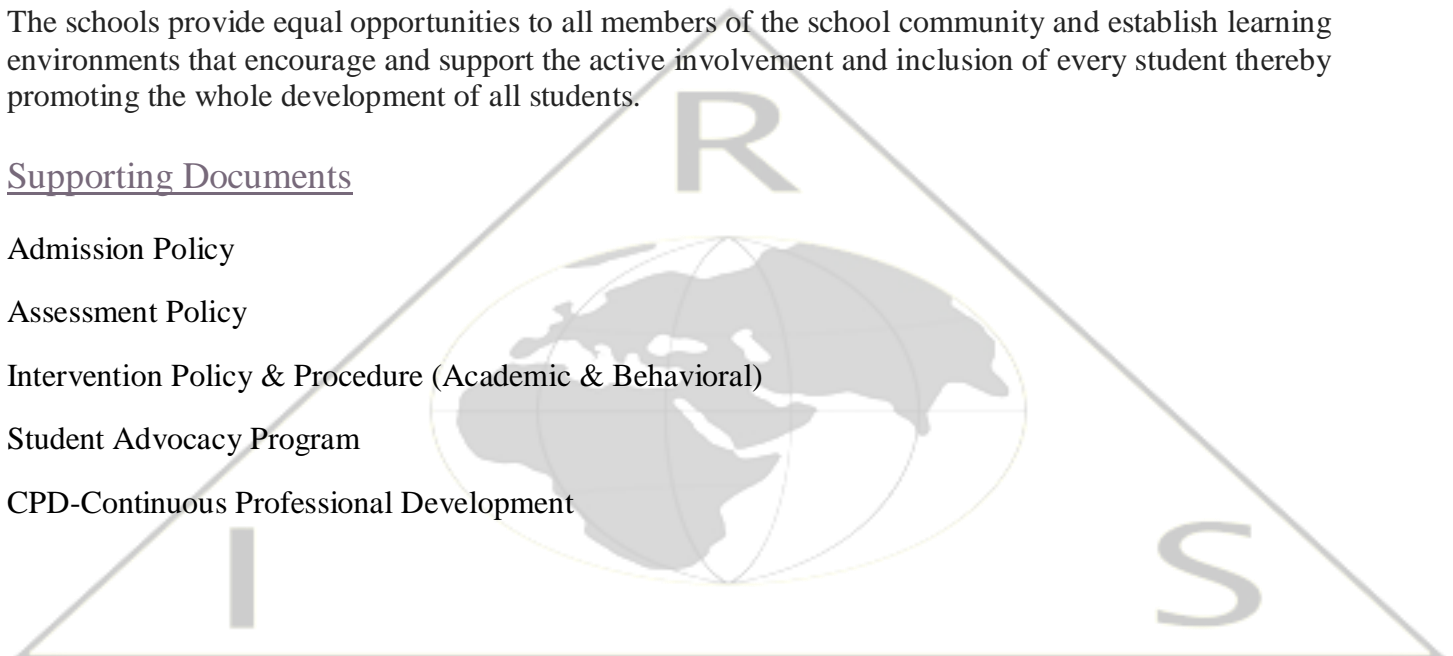 The schools provide equal opportunities to all members of the school community and establish learning
environments that encourage and support the active involvement and inclusion of every student thereby
promoting the whole development of all students.
Supporting Documents
Admission Policy
Assessment Policy
Intervention Policy & Procedure (Academic & Behavioral)
Student Advocacy Program
CPD-Continuous Professional Development
R
I S